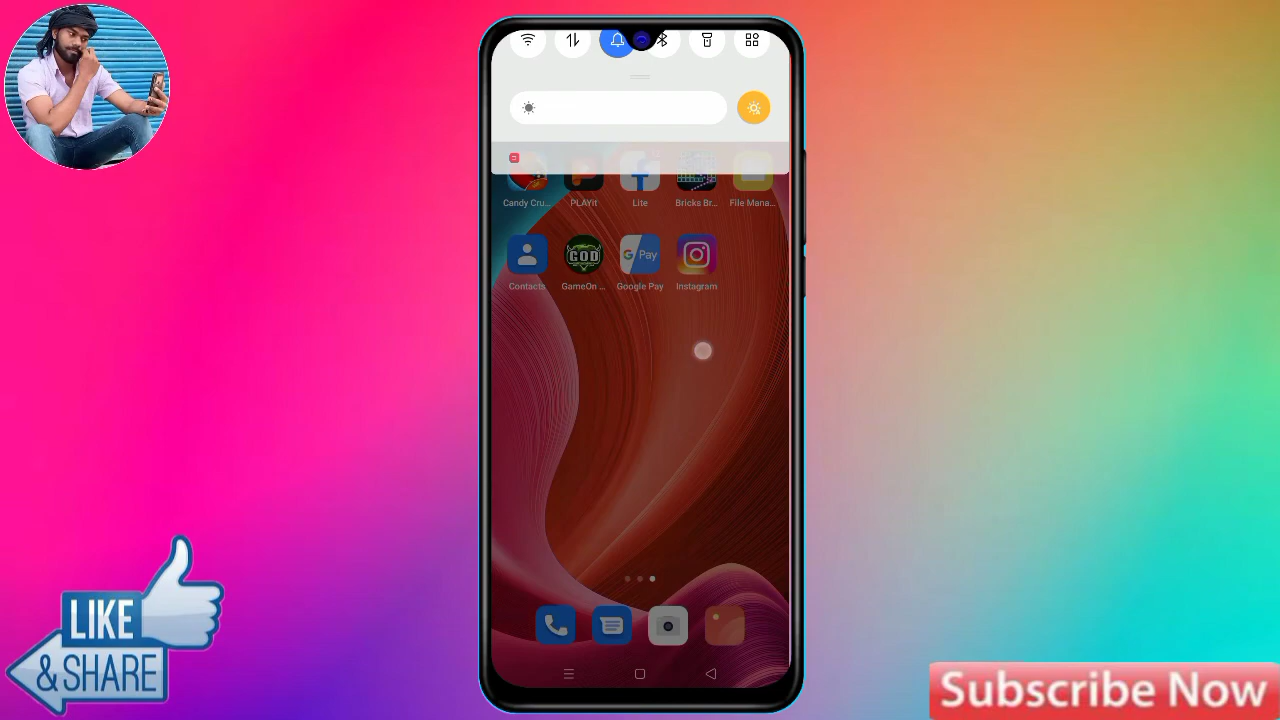 Candy Cru... PLAYit Lite Bricks Br... File Mana...
GOD
G Pay
Contacts GameOn ... Google Pay Instagram
LIKE
& SHARE
Subscribe Now